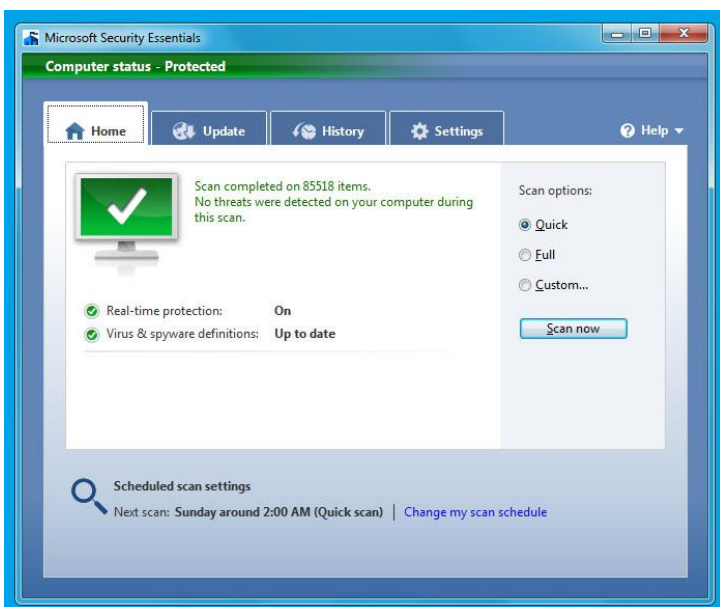 Microsoft Security Essentials
Computer status - Protected
Home
Update
History
Settings
Help
Scan completed on 85518 items.
No threats were detected on your computer during
this scan.
Real-time protection: On
Virus & spyware definitions: Up to date
Scan options:
Quick
Full
Custom...
Scan now
Scheduled scan settings
Next scan: Sunday around 2:00 AM (Quick scan) | Change my scan schedule